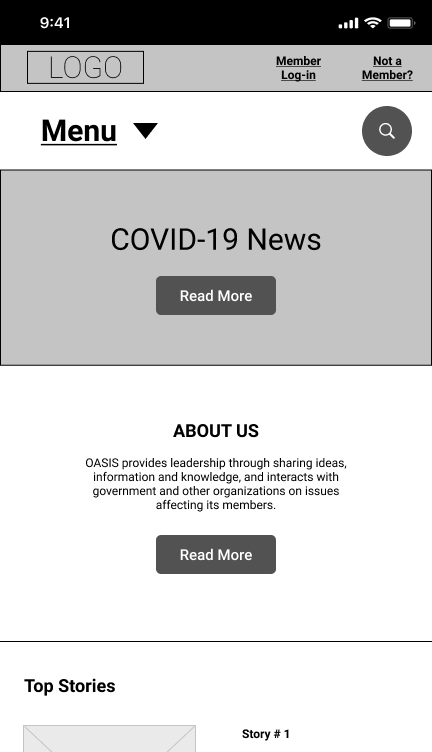 9:41
LOGO
Member
Log-in
Not a
Member?
Menu
COVID-19 News
Read More
ABOUT US
OASIS provides leadership through sharing ideas,
information and knowledge, and interacts with
government and other organizations on issues
affecting its members.
Read More
Top Stories
Story # 1